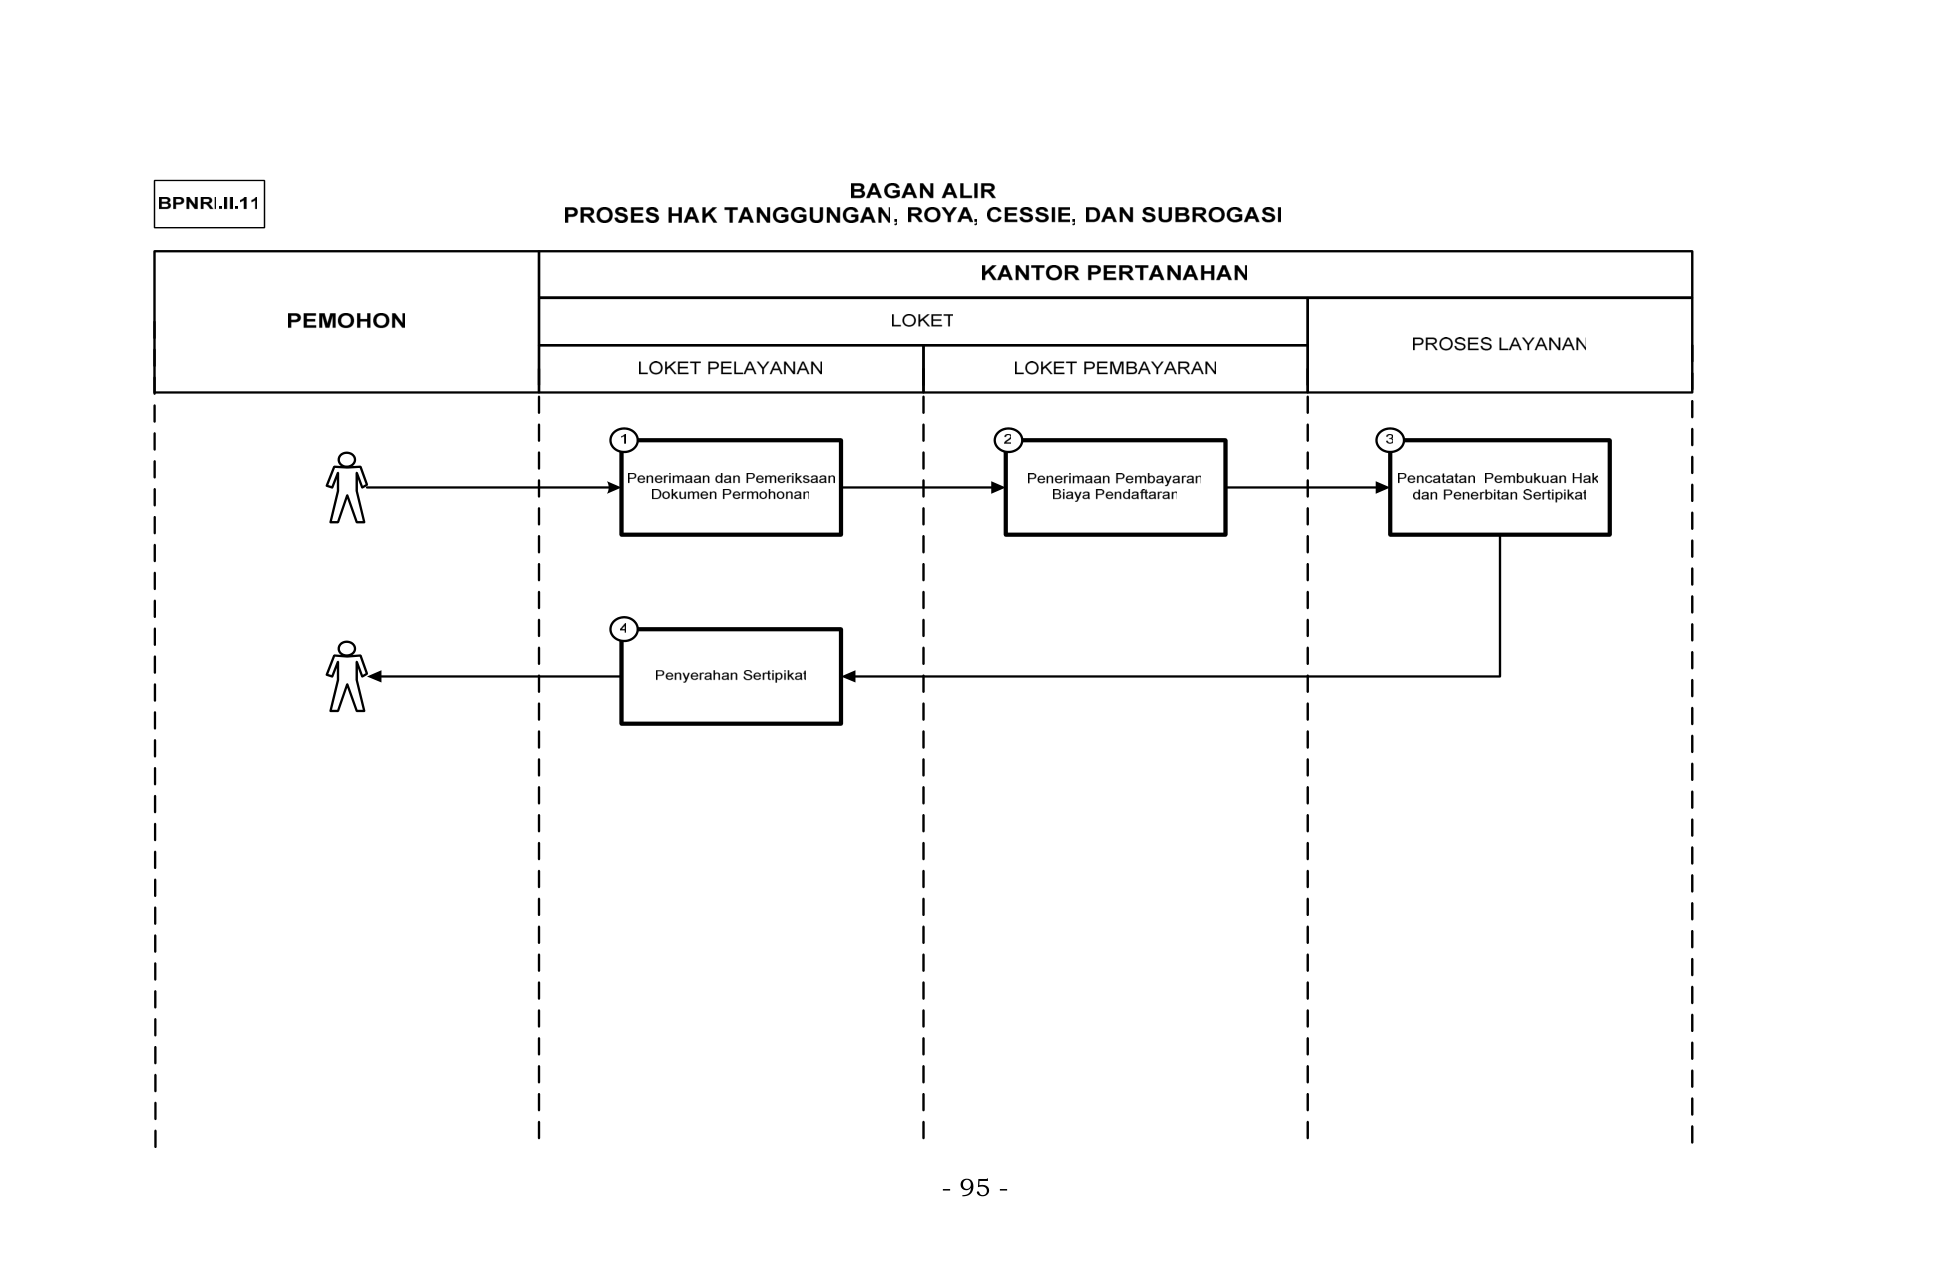 BPNRI.II.11
BAGAN ALIR
PROSES HAK TANGGUNGAN, ROYA, CESSIE, DAN SUBROGASI
PEMOHON
KANTOR PERTANAHAN
LOKET
PROSES LAYANAN
LOKET PELAYANAN
LOKET PEMBAYARAN
1
Penerimaan dan Pemeriksaan
Dokumen Permohonan
2
Penerimaan Pembayaran
Biaya Pendaftaran
3
Pencatatan Pembukuan Hak
dan Penerbitan Sertipikat
4
Penyerahan Sertipikat
- 95 -